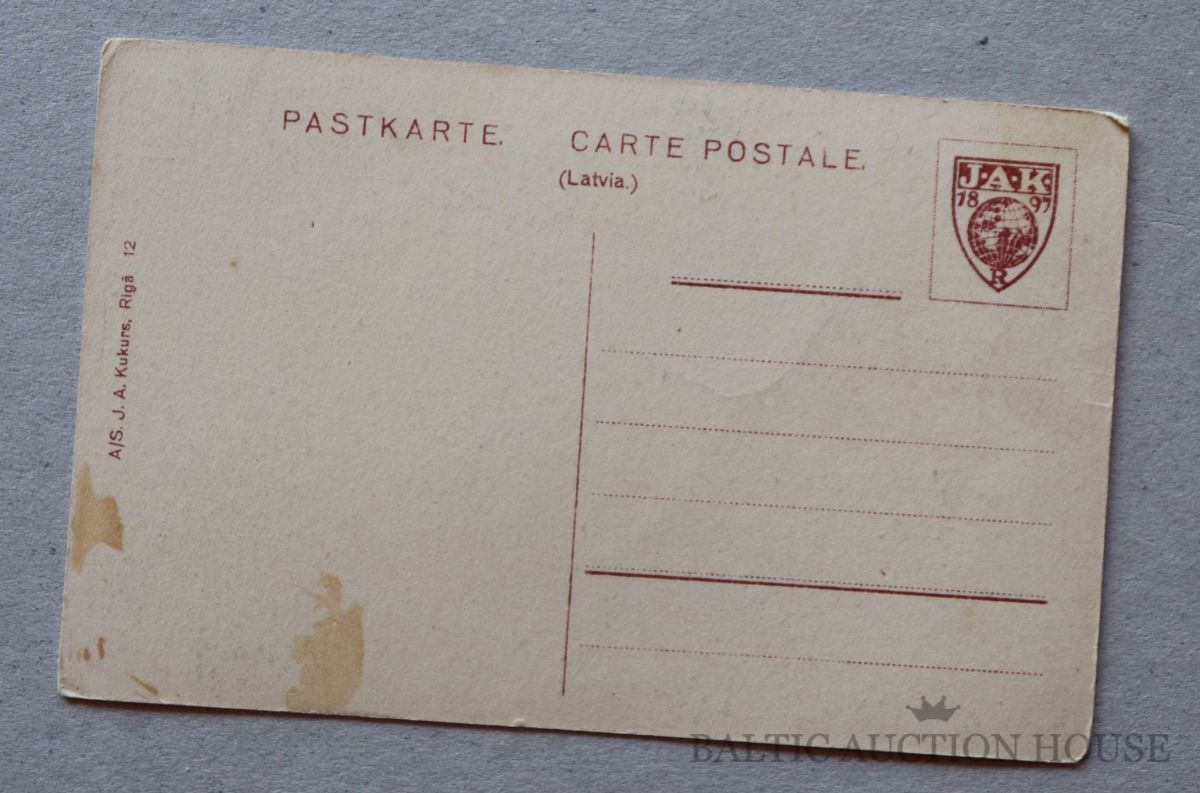 PASTKARTE. CARTE POSTALE.
(Latvia.)
J·A·K·
18 97
R
A/S. J. A. Kukurs, Rīgā 12
BALTIC AUCTION HOUSE